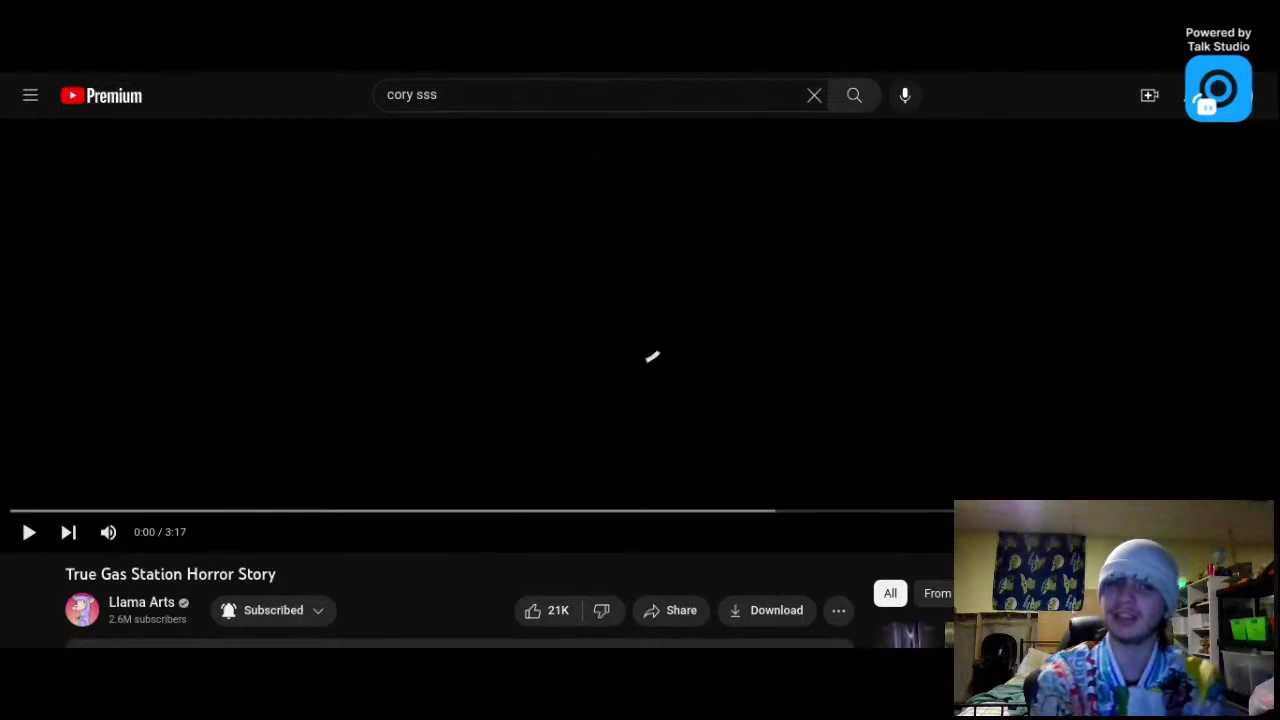 Powered by
Talk Studio
Premium
cory sss
0:00 / 3:17
True Gas Station Horror Story
Llama Arts
2.6M subscribers
Subscribed
21K
Share
Download
All
From